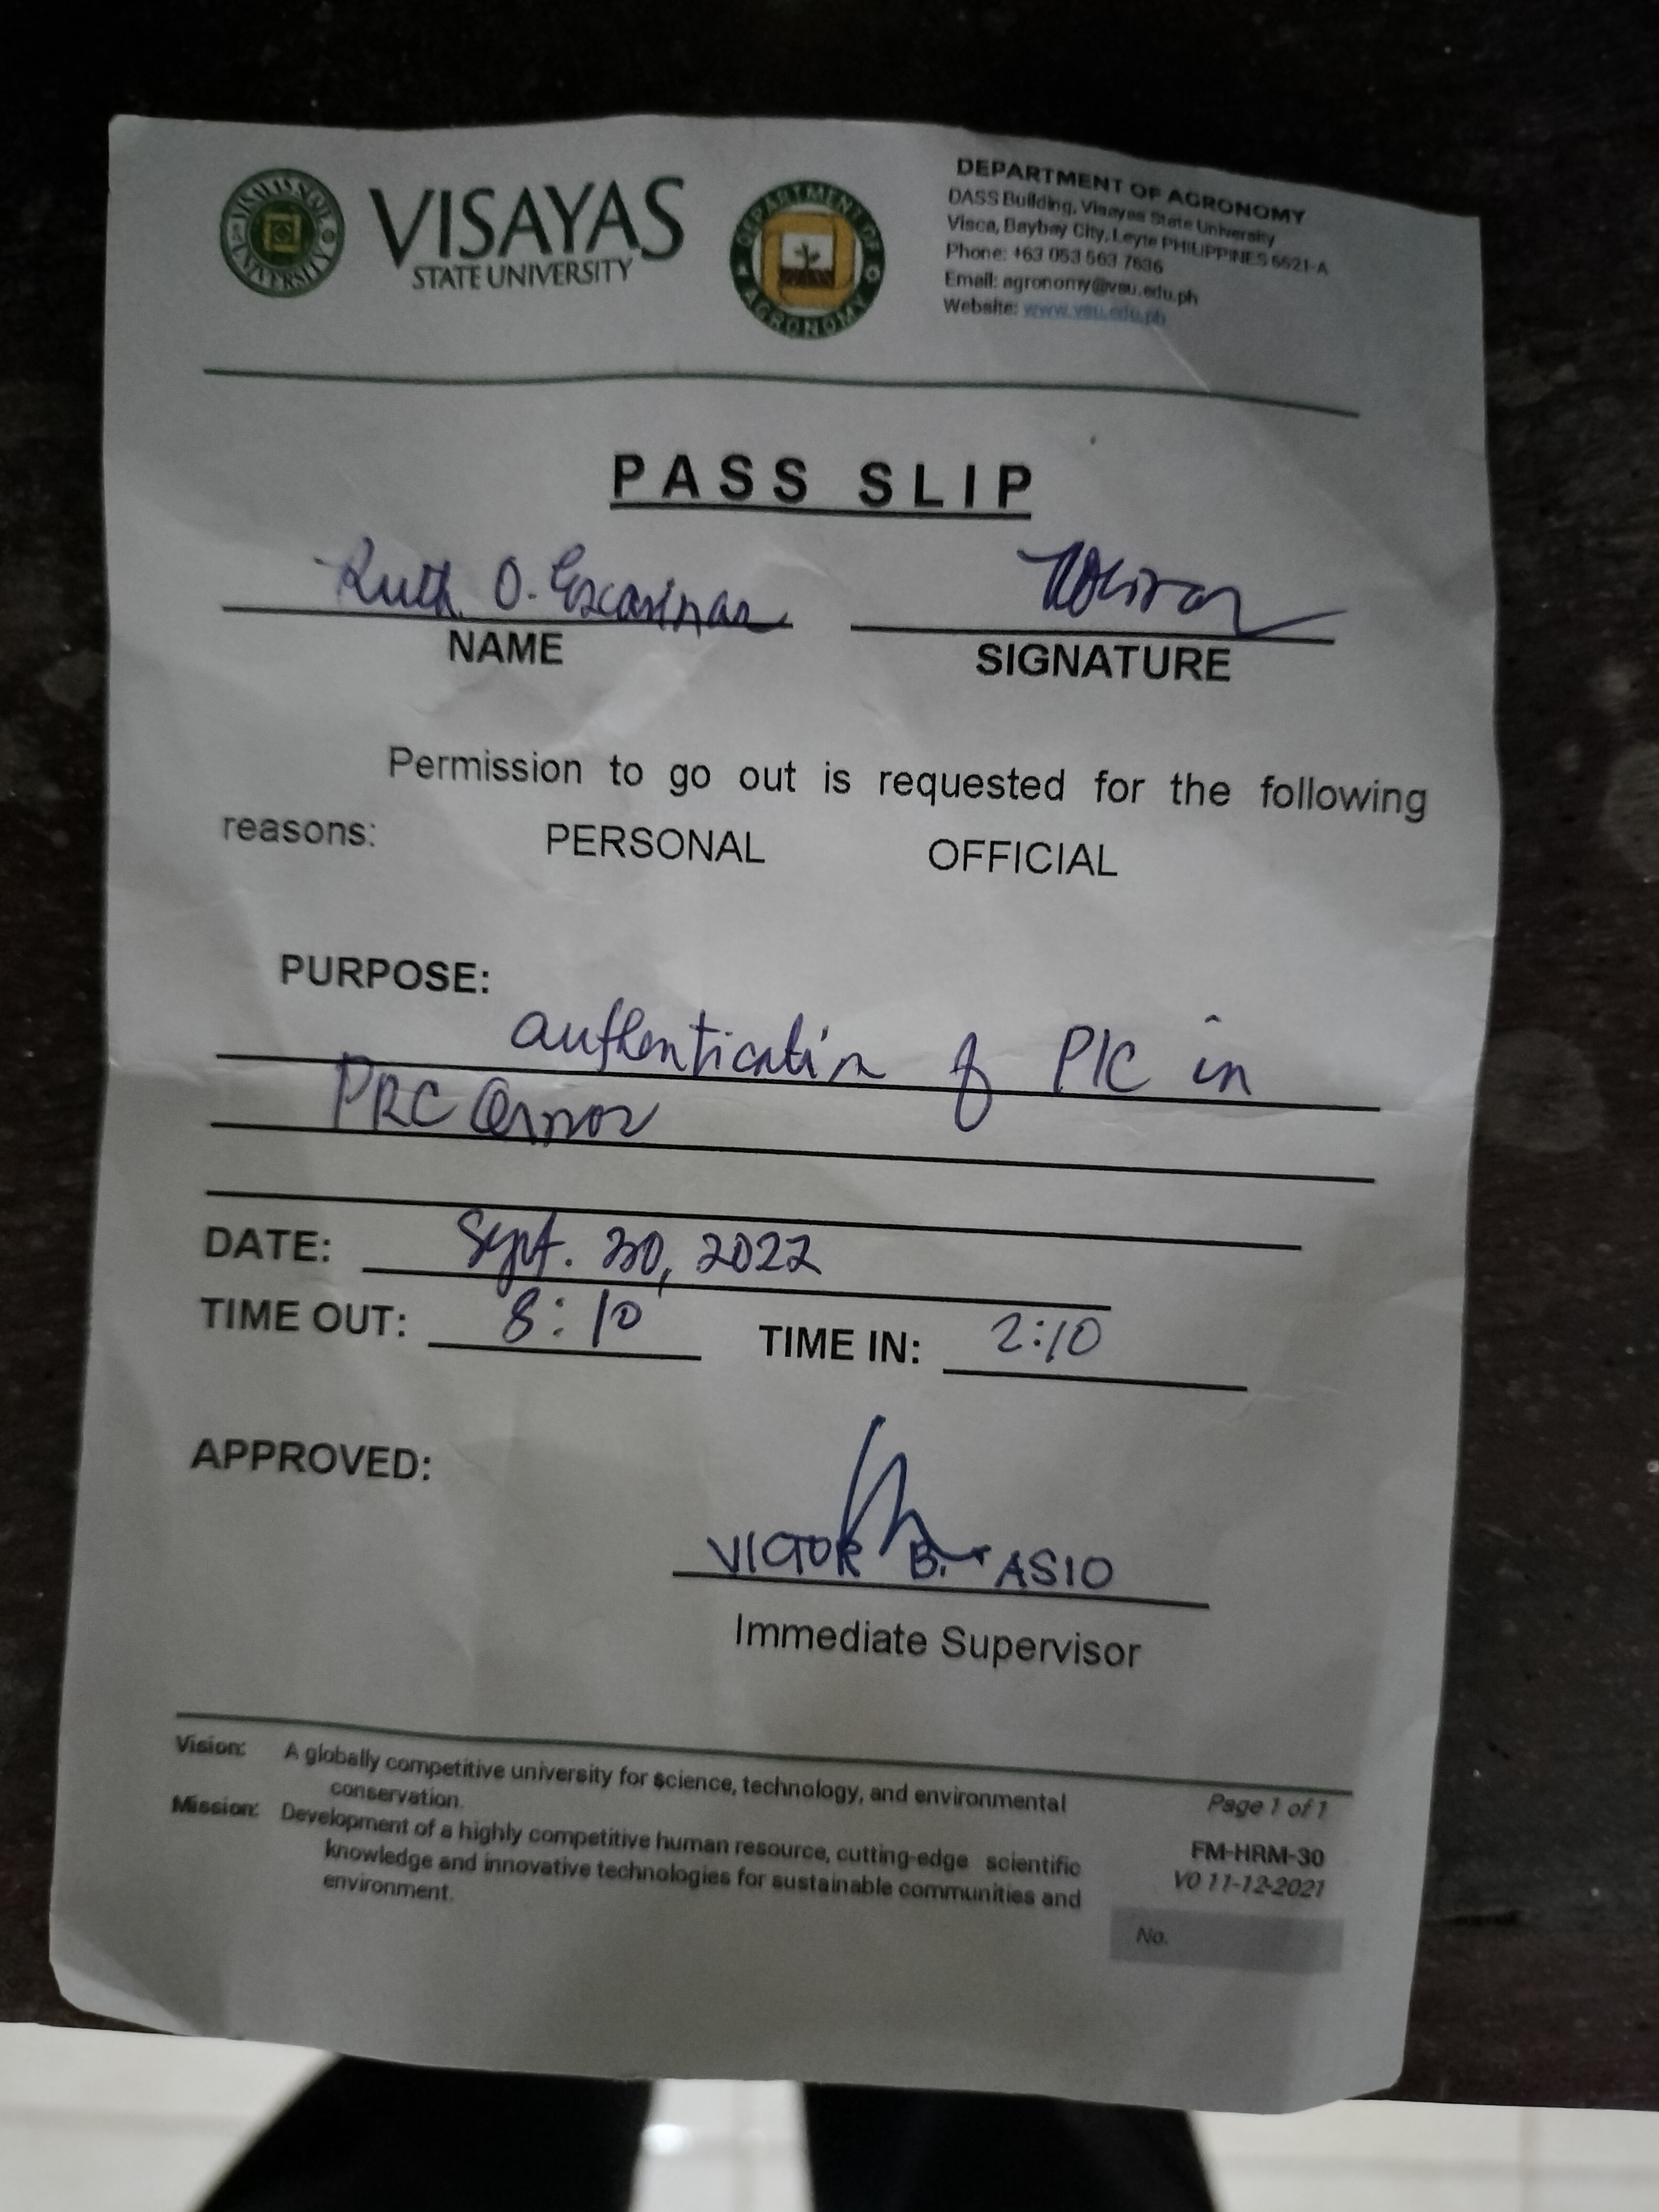 VISAYAS STATE UNIVERSITY
VISAYAS
STATE UNIVERSITY
DEPARTMENT OF AGRONOMY
DEPARTMENT OF AGRONOMY
DASS Building, Visayas State University
Visca, Baybay City, Leyte PHILIPPINES 6521-A
Phone: +63 053 563 7636
Email: agronomy@vsu.edu.ph
Website: www.vsu.edu.ph
PASS SLIP
Ruth O. Escasinas
NAME
SIGNATURE
Permission to go out is requested for the following
reasons: PERSONAL OFFICIAL
PURPOSE:
authentication of PIC in
PRC Ormoc
DATE: Sept. 30, 2022
TIME OUT: 8:10 TIME IN: 2:10
APPROVED:
VICTOR B. ASIO
Immediate Supervisor
Vision: A globally competitive university for science, technology, and environmental
conservation.
Mission: Development of a highly competitive human resource, cutting-edge scientific
knowledge and innovative technologies for sustainable communities and
environment.
Page 1 of 1
FM-HRM-30
V0 11-12-2021
No.